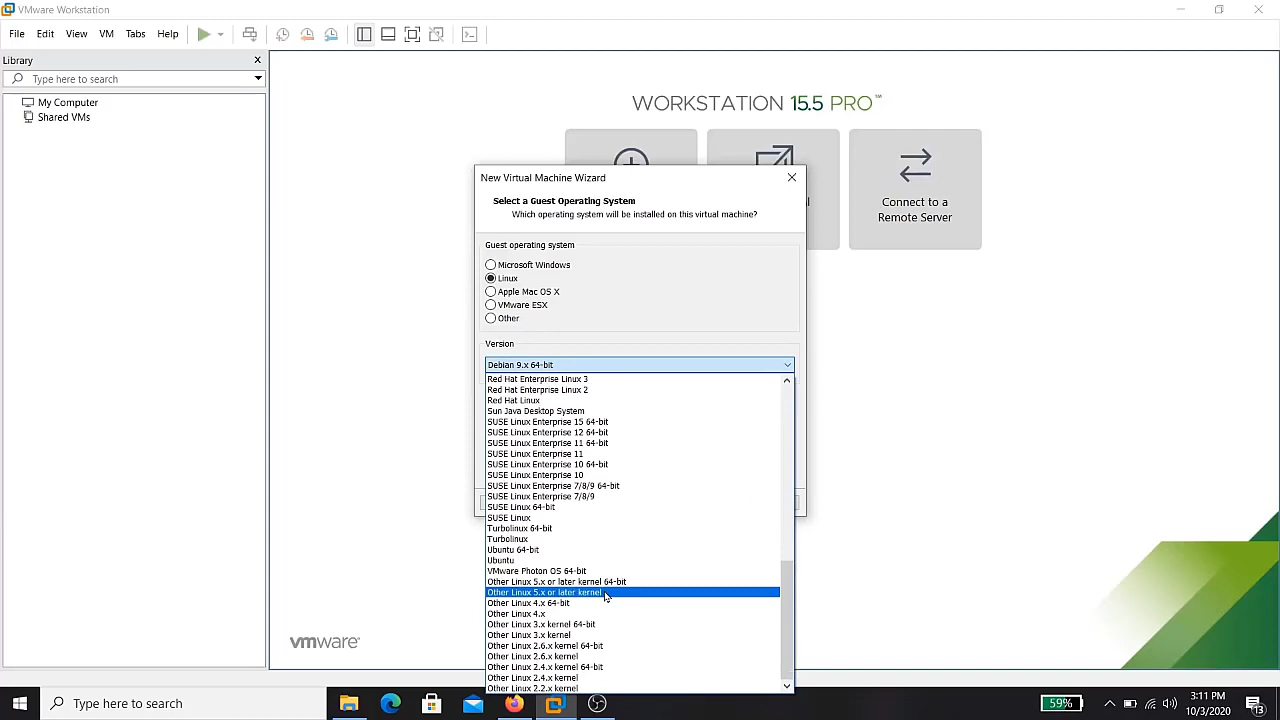 VMware Workstation
File Edit View VM Tabs Help
Library
Type here to search
My Computer
Shared VMs
WORKSTATION 15.5 PRO™
Connect to a
Remote Server
New Virtual Machine Wizard
Select a Guest Operating System
Which operating system will be installed on this virtual machine?
Guest operating system
Microsoft Windows
Linux
Apple Mac OS X
VMware ESX
Other
Version
Debian 9.x 64-bit
Red Hat Enterprise Linux 3
Red Hat Enterprise Linux 2
Red Hat Linux
Sun Java Desktop System
SUSE Linux Enterprise 15 64-bit
SUSE Linux Enterprise 12 64-bit
SUSE Linux Enterprise 11 64-bit
SUSE Linux Enterprise 11
SUSE Linux Enterprise 10 64-bit
SUSE Linux Enterprise 10
SUSE Linux Enterprise 7/8/9 64-bit
SUSE Linux Enterprise 7/8/9
SUSE Linux 64-bit
SUSE Linux
Turbolinux 64-bit
Turbolinux
Ubuntu 64-bit
Ubuntu
VMware Photon OS 64-bit
Other Linux 5.x or later kernel 64-bit
Other Linux 5.x or later kernel
Other Linux 4.x 64-bit
Other Linux 4.x
Other Linux 3.x kernel 64-bit
Other Linux 3.x kernel
Other Linux 2.6.x kernel 64-bit
Other Linux 2.6.x kernel
Other Linux 2.4.x kernel 64-bit
Other Linux 2.4.x kernel
Other Linux 2.2.x kernel
vmware
Type here to search
59%
3:11 PM
10/3/2020